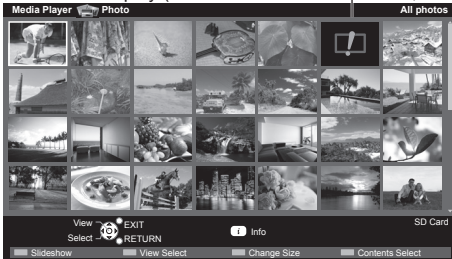 Media Player Photo All photos
View EXIT
Select RETURN
i Info
SD Card
Slideshow View Select Change Size Contents Select